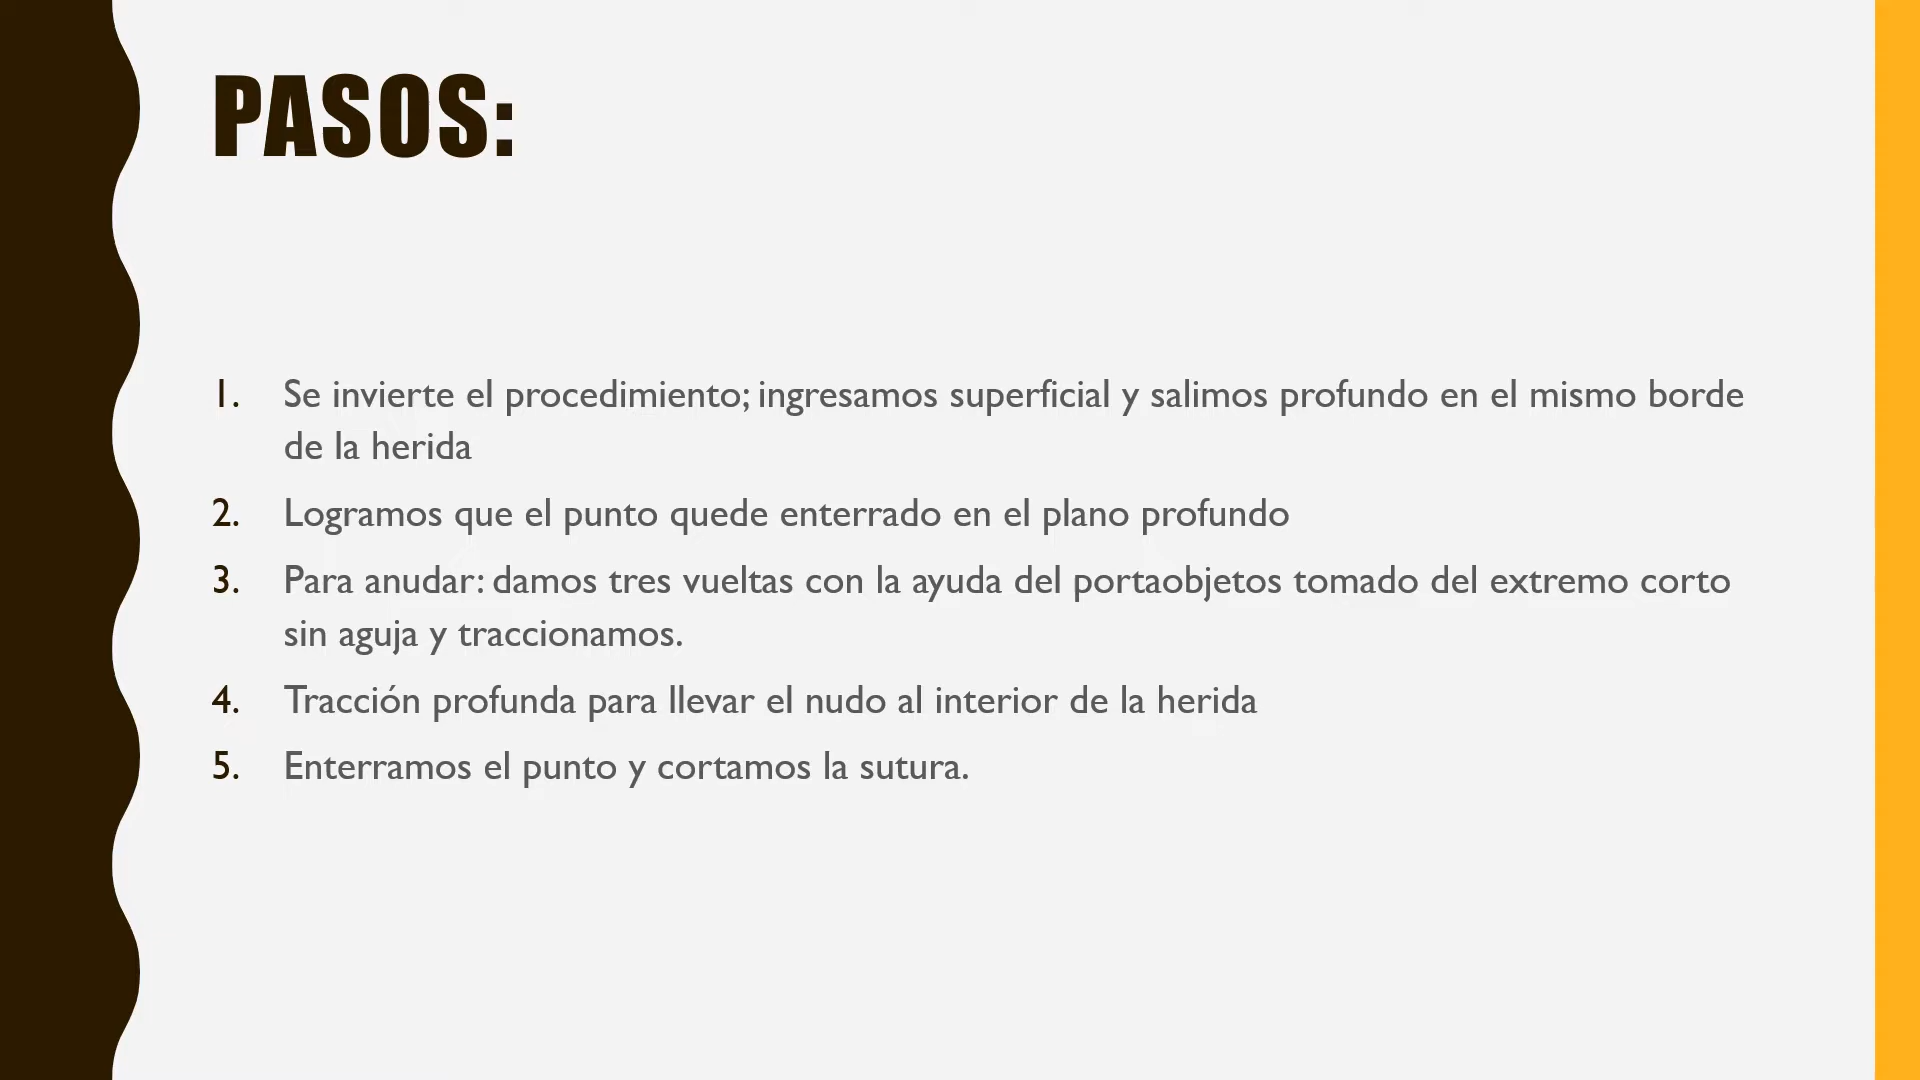 PASOS:
1. Se invierte el procedimiento; ingresamos superficial y salimos profundo en el mismo borde
de la herida
2. Logramos que el punto quede enterrado en el plano profundo
3. Para anudar: damos tres vueltas con la ayuda del portaobjetos tomado del extremo corto
sin aguja y traccionamos.
4. Tracción profunda para llevar el nudo al interior de la herida
5. Enterramos el punto y cortamos la sutura.